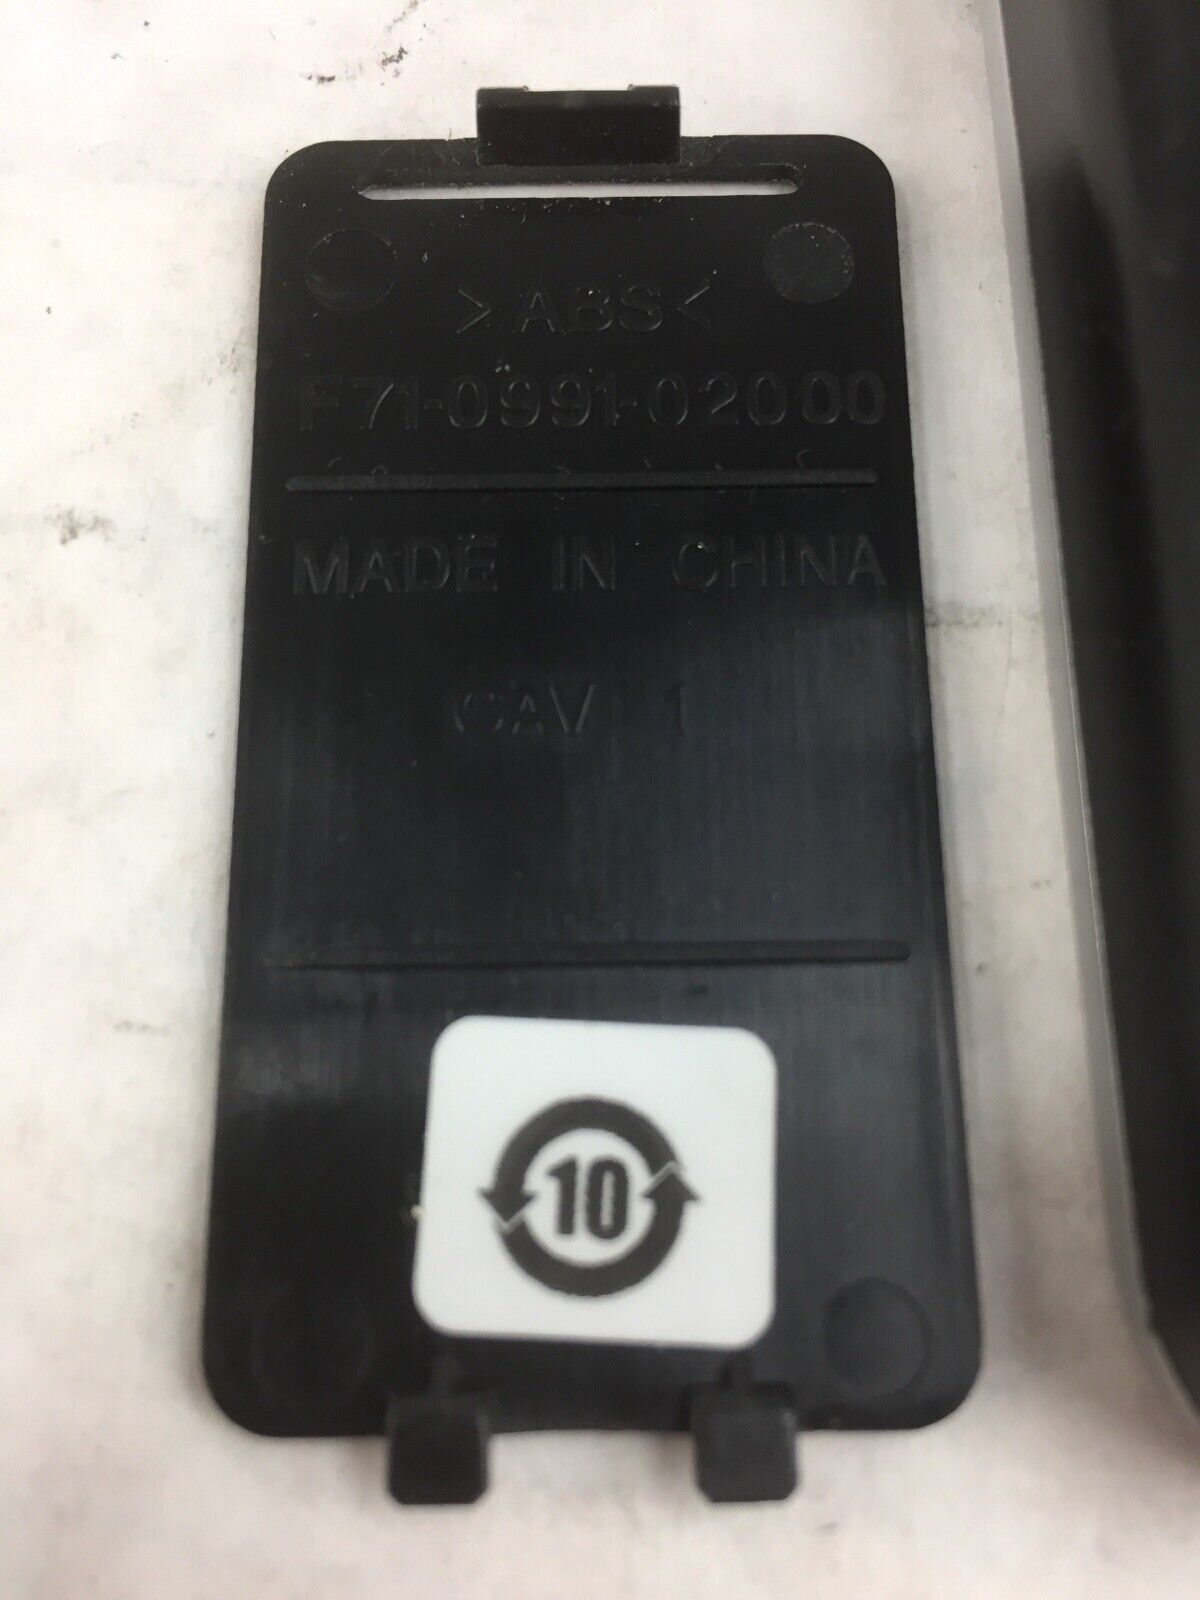 >ABS<
F71-0991-02000
MADE IN CHINA
CAV 1
10